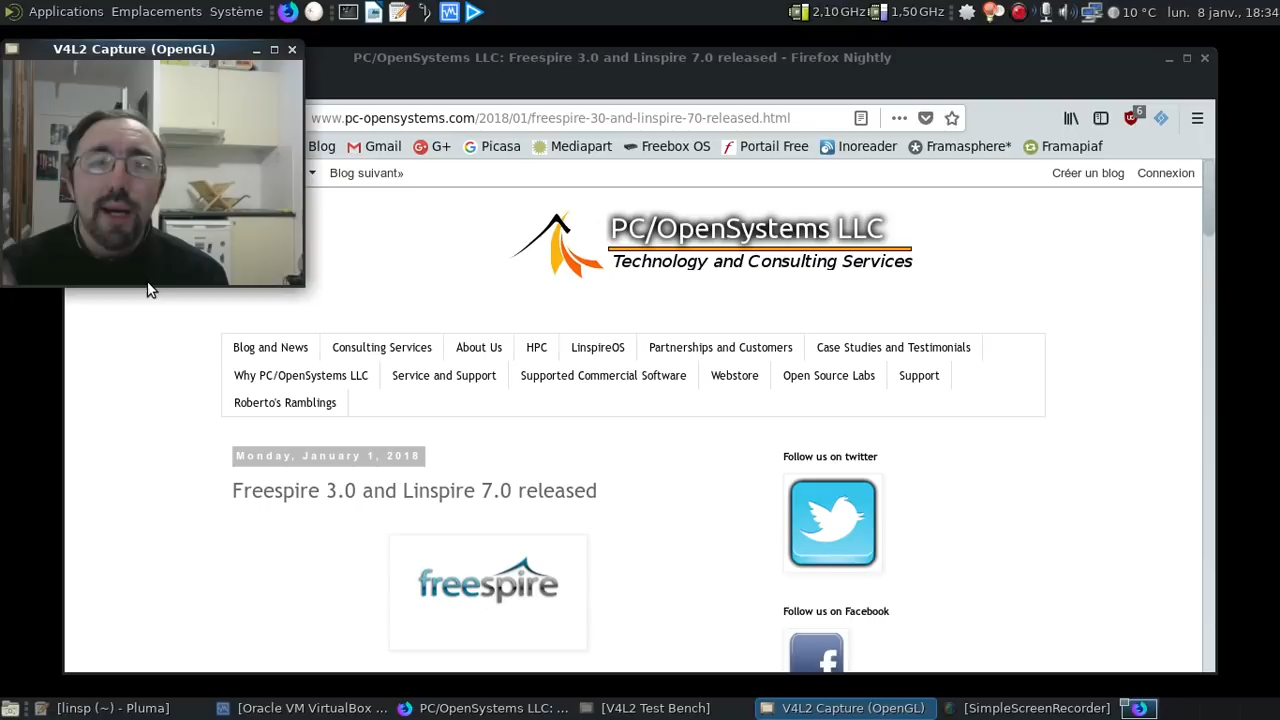 Applications Emplacements Système
2,10 GHz 1,50 GHz 10 °C lun. 8 janv., 18:34
V4L2 Capture (OpenGL)
PC/OpenSystems LLC: Freespire 3.0 and Linspire 7.0 released - Firefox Nightly
www.pc-opensystems.com/2018/01/freespire-30-and-linspire-70-released.html
6
Blog Gmail G+ Picasa Mediapart Freebox OS Portail Free Inoreader Framasphere* Framapiaf
Blog suivant» Créer un blog Connexion
PC/OpenSystems LLC
Technology and Consulting Services
Blog and News Consulting Services About Us HPC LinspireOS Partnerships and Customers Case Studies and Testimonials
Why PC/OpenSystems LLC Service and Support Supported Commercial Software Webstore Open Source Labs Support
Roberto's Ramblings
Monday, January 1, 2018
Follow us on twitter
Freespire 3.0 and Linspire 7.0 released
freespire
Follow us on Facebook
[linsp (~) - Pluma] [Oracle VM VirtualBox ... PC/OpenSystems LLC: ... [V4L2 Test Bench] V4L2 Capture (OpenGL) [SimpleScreenRecorder]